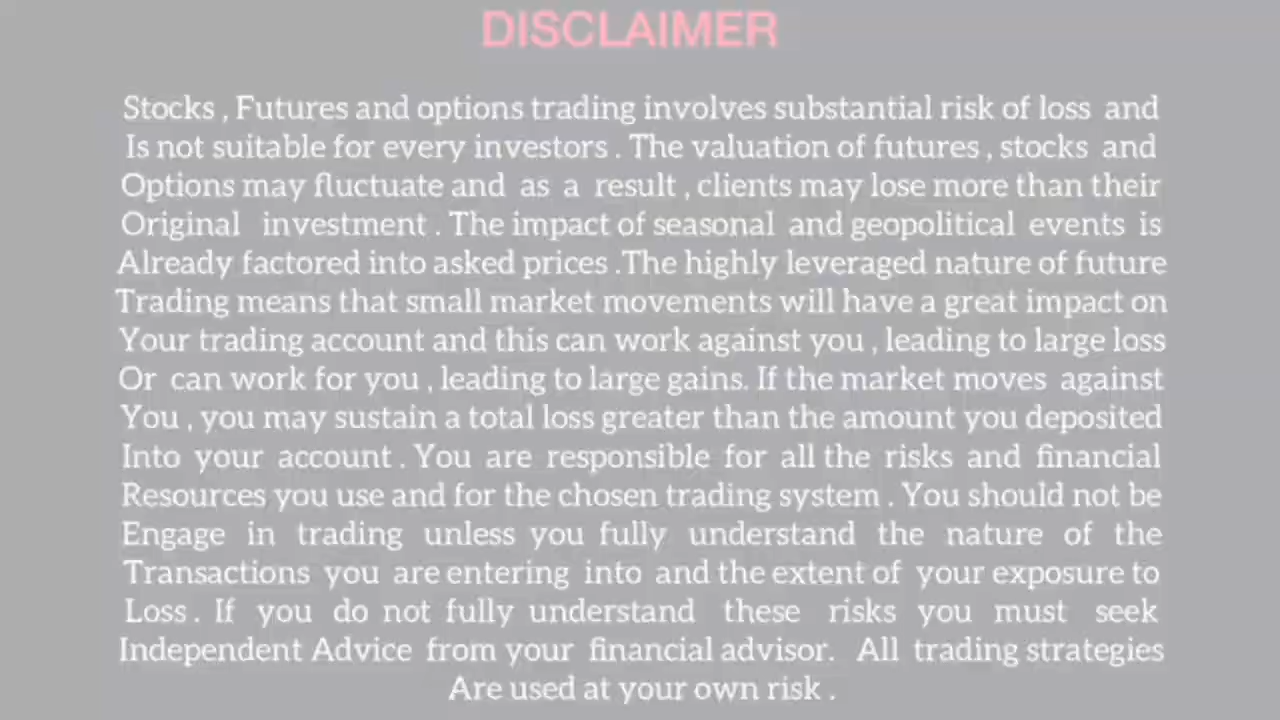 DISCLAIMER
Stocks , Futures and options trading involves substantial risk of loss and
Is not suitable for every investors . The valuation of futures , stocks and
Options may fluctuate and as a result , clients may lose more than their
Original investment . The impact of seasonal and geopolitical events is
Already factored into asked prices .The highly leveraged nature of future
Trading means that small market movements will have a great impact on
Your trading account and this can work against you , leading to large loss
Or can work for you , leading to large gains. If the market moves against
You , you may sustain a total loss greater than the amount you deposited
Into your account . You are responsible for all the risks and financial
Resources you use and for the chosen trading system . You should not be
Engage in trading unless you fully understand the nature of the
Transactions you are entering into and the extent of your exposure to
Loss . If you do not fully understand these risks you must seek
Independent Advice from your financial advisor. All trading strategies
Are used at your own risk .